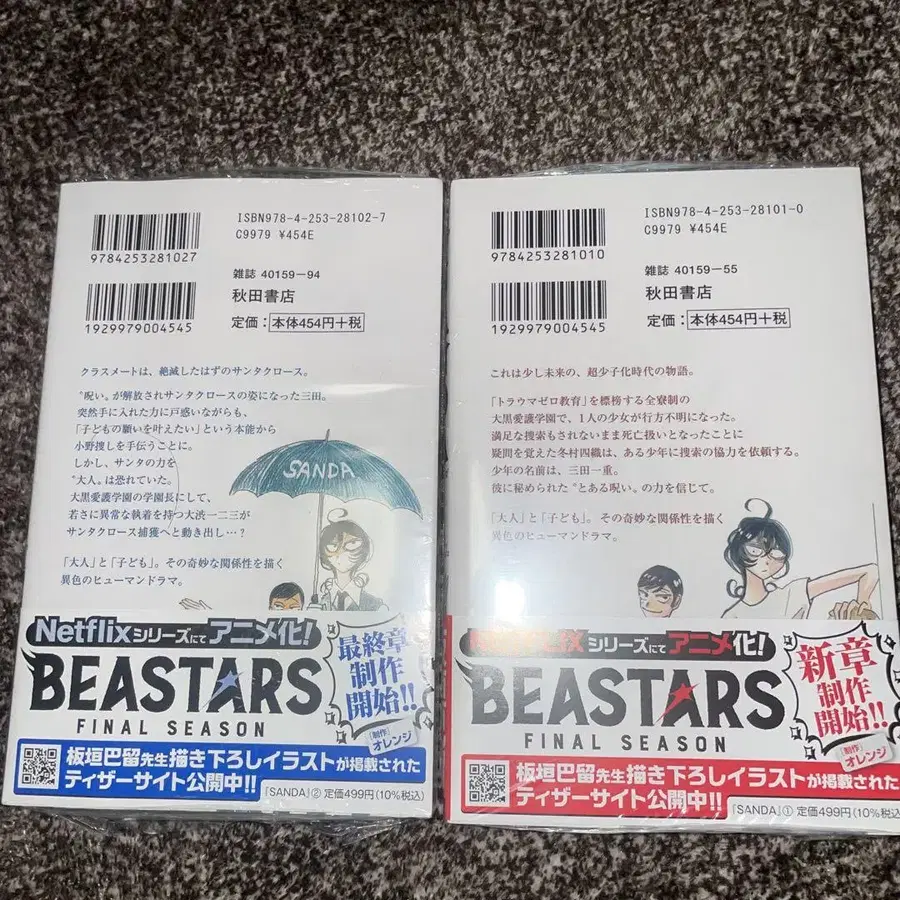 ISBN978-4-253-28102-7
C9979 ¥454E
9784253281027
雑誌 40159-94
秋田書店
1929979004545
定価：本体454円+税
クラスメートは、絶滅したはずのサンタクロース。
“呪い”が解放されサンタクロースの姿になった三田。
突然手に入れた力に戸惑いながらも、
「子どもの願いを叶えたい」という本能から
小野捜しを手伝うことに。
しかし、サンタの力を
“大人”は恐れていた。
大黒愛護学園の学園長にして、
若さに異常な執着を持つ大渋一二三が
サンタクロース捕獲へと動き出し…?
「大人」と「子ども」。その奇妙な関係性を描く
異色のヒューマンドラマ。
SANDA
Netflixシリーズにてアニメ化!
BEASTARS
FINAL SEASON
最終章
制作
開始!!
制作
オレンジ
板垣巴留先生描き下ろしイラストが掲載された
ティザーサイト公開中!!
『SANDA』② 定価499円(10%税込)
ISBN978-4-253-28101-0
C9979 ¥454E
9784253281010
雑誌 40159-55
秋田書店
1929979004545
定価：本体454円+税
これは少し未来の、超少子化時代の物語。
「トラウマゼロ教育」を標榜する全寮制の
大黒愛護学園で、1人の少女が行方不明になった。
満足な捜索もされないまま死亡扱いとなったことに
疑問を覚えた冬村四織は、ある少年に捜索の協力を依頼する。
少年の名前は、三田一重。
彼に秘められた“とある呪い”の力を信じて。
「大人」と「子ども」。その奇妙な関係性を描く
異色のヒューマンドラマ。
シリーズにてアニメ化!
BEASTARS
FINAL SEASON
新章
制作
開始!!
制作
オレンジ
板垣巴留先生描き下ろしイラストが掲載された
ティザーサイト公開中!!
『SANDA』① 定価499円(10%税込)